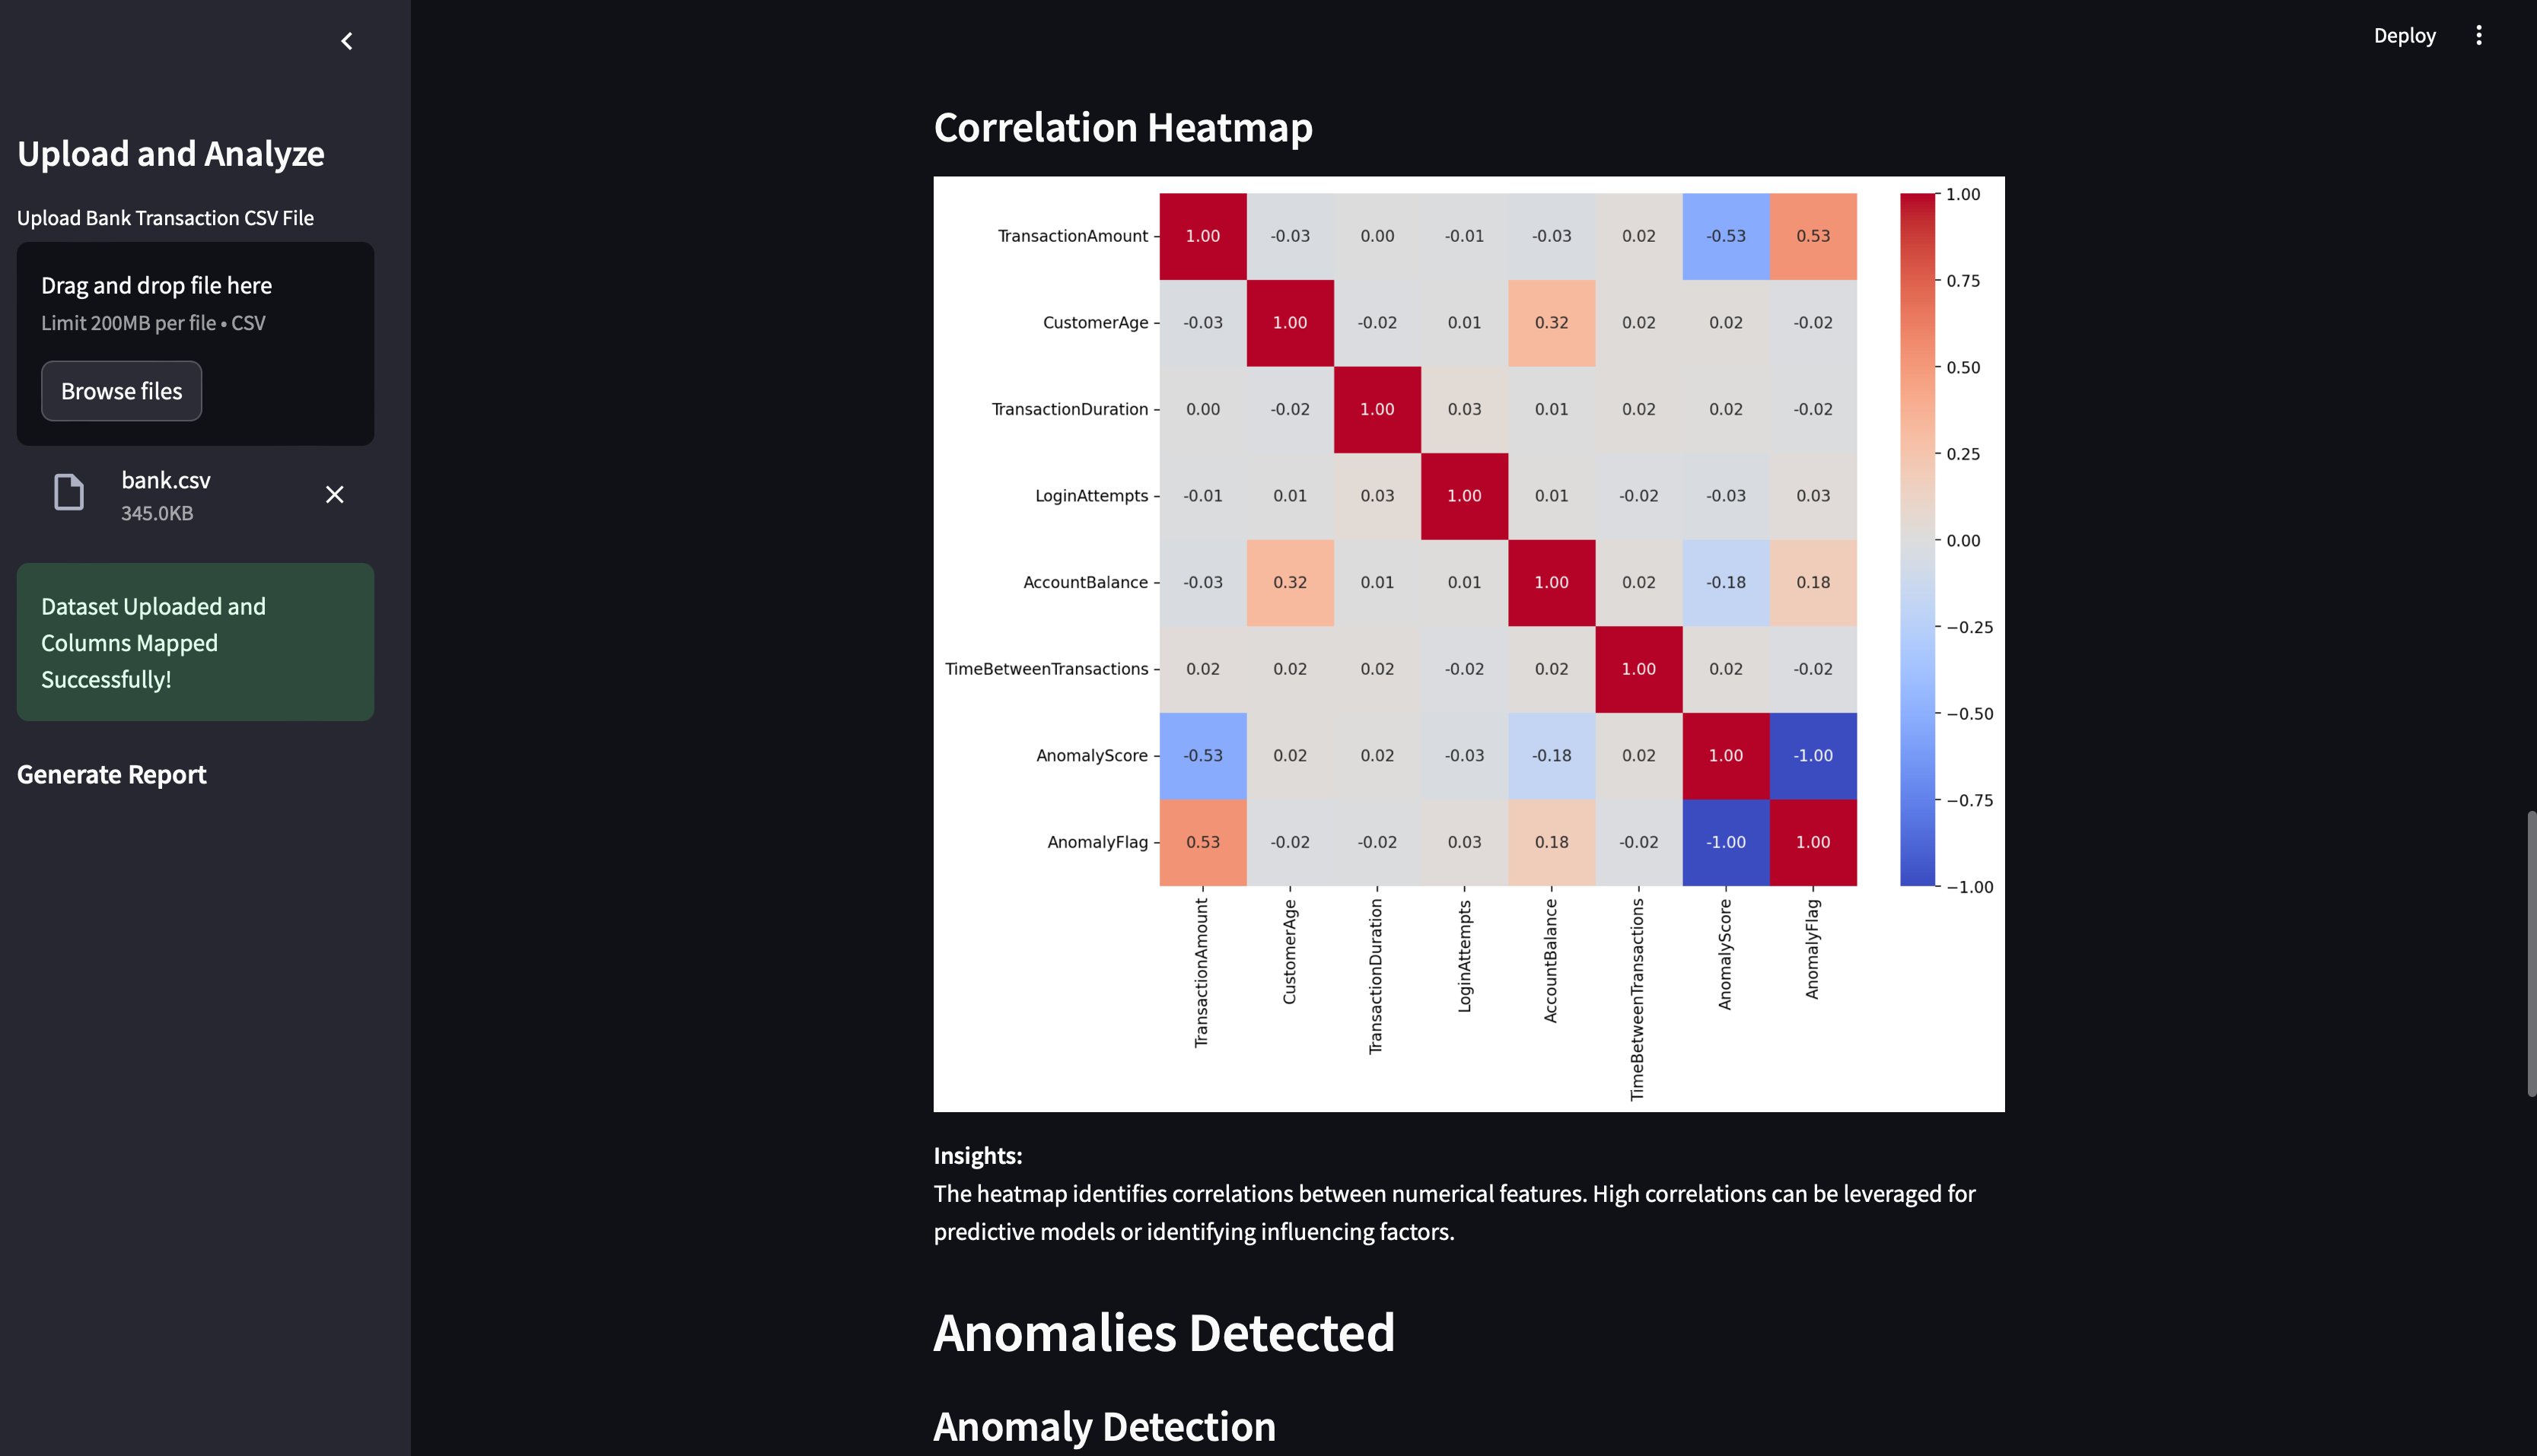 Deploy
Upload and Analyze
Upload Bank Transaction CSV File
Drag and drop file here
Limit 200MB per file • CSV
Browse files
bank.csv
345.0KB
Dataset Uploaded and
Columns Mapped
Successfully!
Generate Report
Correlation Heatmap
TransactionAmount 1.00 -0.03 0.00 -0.01 -0.03 0.02 -0.53 0.53
CustomerAge -0.03 1.00 -0.02 0.01 0.32 0.02 0.02 -0.02
TransactionDuration 0.00 -0.02 1.00 0.03 0.01 0.02 0.02 -0.02
LoginAttempts -0.01 0.01 0.03 1.00 0.01 -0.02 -0.03 0.03
AccountBalance -0.03 0.32 0.01 0.01 1.00 0.02 -0.18 0.18
TimeBetweenTransactions 0.02 0.02 0.02 -0.02 0.02 1.00 0.02 -0.02
AnomalyScore -0.53 0.02 0.02 -0.03 -0.18 0.02 1.00 -1.00
AnomalyFlag 0.53 -0.02 -0.02 0.03 0.18 -0.02 -1.00 1.00
TransactionAmount
CustomerAge
TransactionDuration
LoginAttempts
AccountBalance
TimeBetweenTransactions
AnomalyScore
AnomalyFlag
1.00
0.75
0.50
0.25
0.00
−0.25
−0.50
−0.75
−1.00
Insights:
The heatmap identifies correlations between numerical features. High correlations can be leveraged for
predictive models or identifying influencing factors.
Anomalies Detected
Anomaly Detection